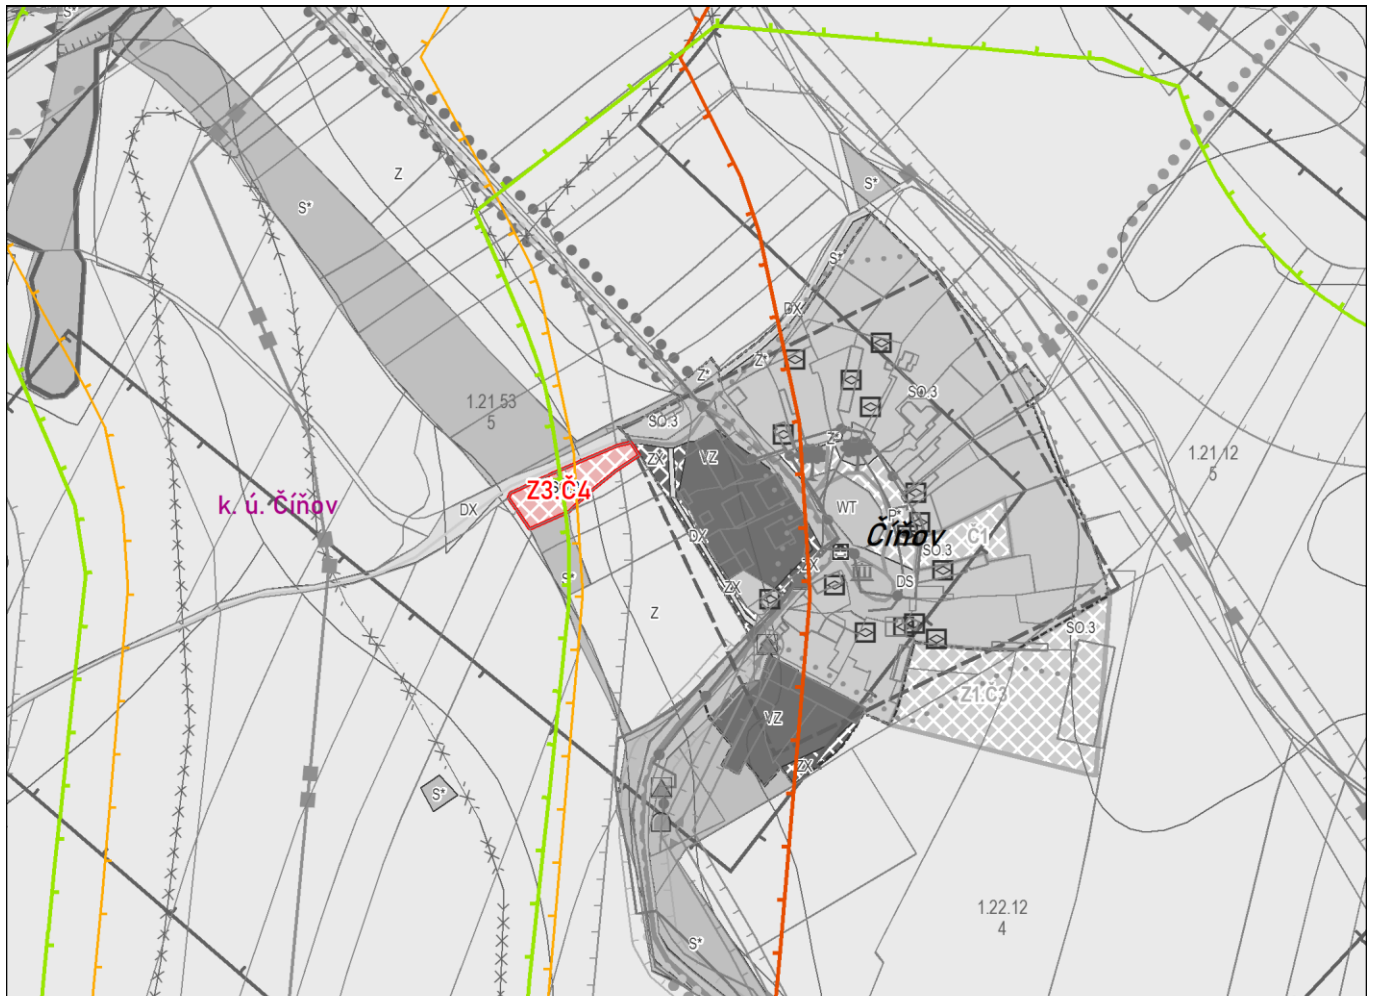 S*
Z
S*
S*
S*
DX
Z*
Z*
1.21 53
5
SO.3
SO.3
Z*
ZX
VZ
1.21 12
5
Z3.Č4
k. ú. Číňov
DX
WT
P*
Číňov
Č1
DX
SO.3
ZX
S*
ZX
DS
Z
SO.3
Z1.Č3
VZ
ZX
S*
1.22.12
4
S*